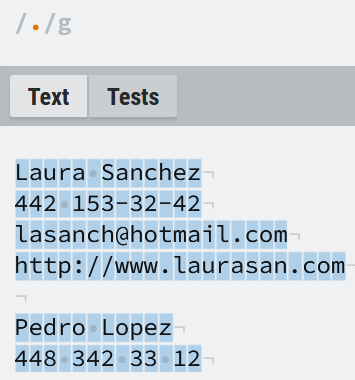 /./g
Text Tests
Laura Sanchez
442 153-32-42
lasanch@hotmail.com
http://www.laurasan.com
Pedro Lopez
448 342 33 12